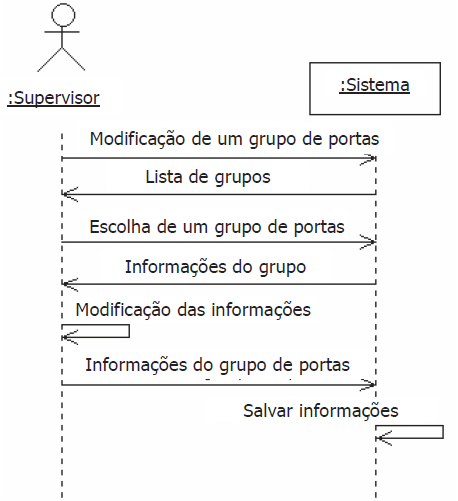 :Supervisor
:Sistema
Modificação de um grupo de portas
Lista de grupos
Escolha de um grupo de portas
Informações do grupo
Modificação das informações
Informações do grupo de portas
Salvar informações